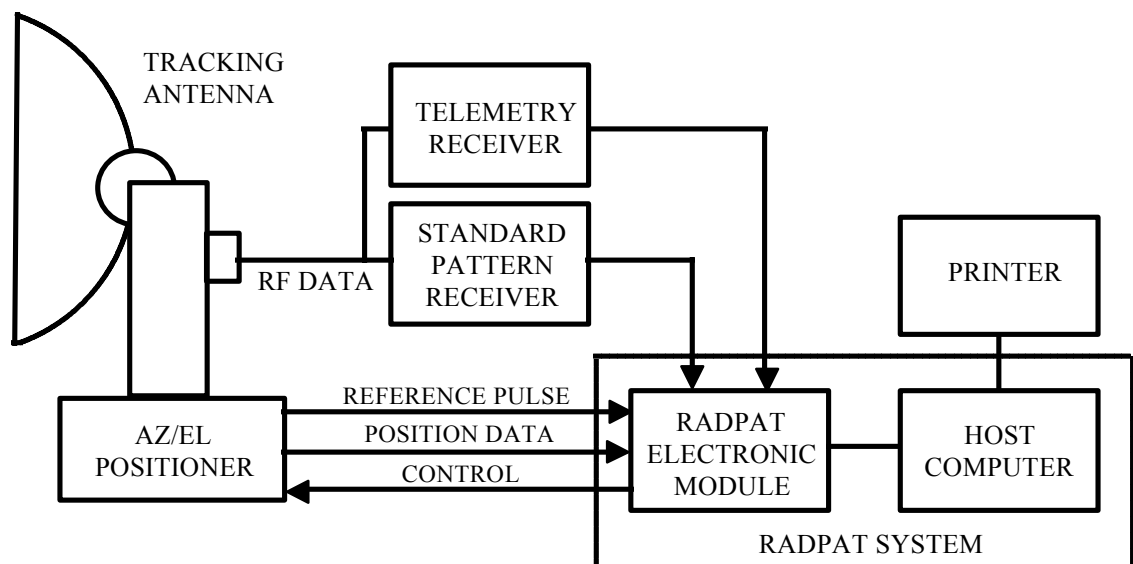 TRACKING
ANTENNA
TELEMETRY
RECEIVER
STANDARD
PATTERN
RECEIVER
RF DATA
PRINTER
REFERENCE PULSE
POSITION DATA
CONTROL
AZ/EL
POSITIONER
RADPAT
ELECTRONIC
MODULE
HOST
COMPUTER
RADPAT SYSTEM